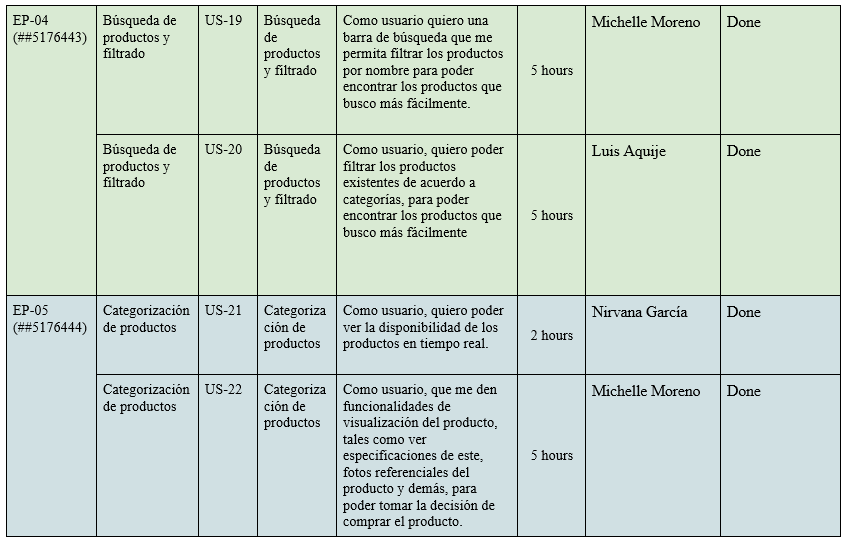 EP-04
(##5176443)
Búsqueda de
productos y
filtrado
US-19
Búsqueda
de
productos
y filtrado
Como usuario quiero una
barra de búsqueda que me
permita filtrar los productos
por nombre para poder
encontrar los productos que
busco más fácilmente.
5 hours
Michelle Moreno
Done
Búsqueda de
productos y
filtrado
US-20
Búsqueda
de
productos
y filtrado
Como usuario, quiero poder
filtrar los productos
existentes de acuerdo a
categorías, para poder
encontrar los productos que
busco más fácilmente
5 hours
Luis Aquije
Done
EP-05
(##5176444)
Categorización
de productos
US-21
Categoriza
ción de
productos
Como usuario, quiero poder
ver la disponibilidad de los
productos en tiempo real.
2 hours
Nirvana García
Done
Categorización
de productos
US-22
Categoriza
ción de
productos
Como usuario, que me den
funcionalidades de
visualización del producto,
tales como ver
especificaciones de este,
fotos referenciales del
producto y demás, para
poder tomar la decisión de
comprar el producto.
5 hours
Michelle Moreno
Done